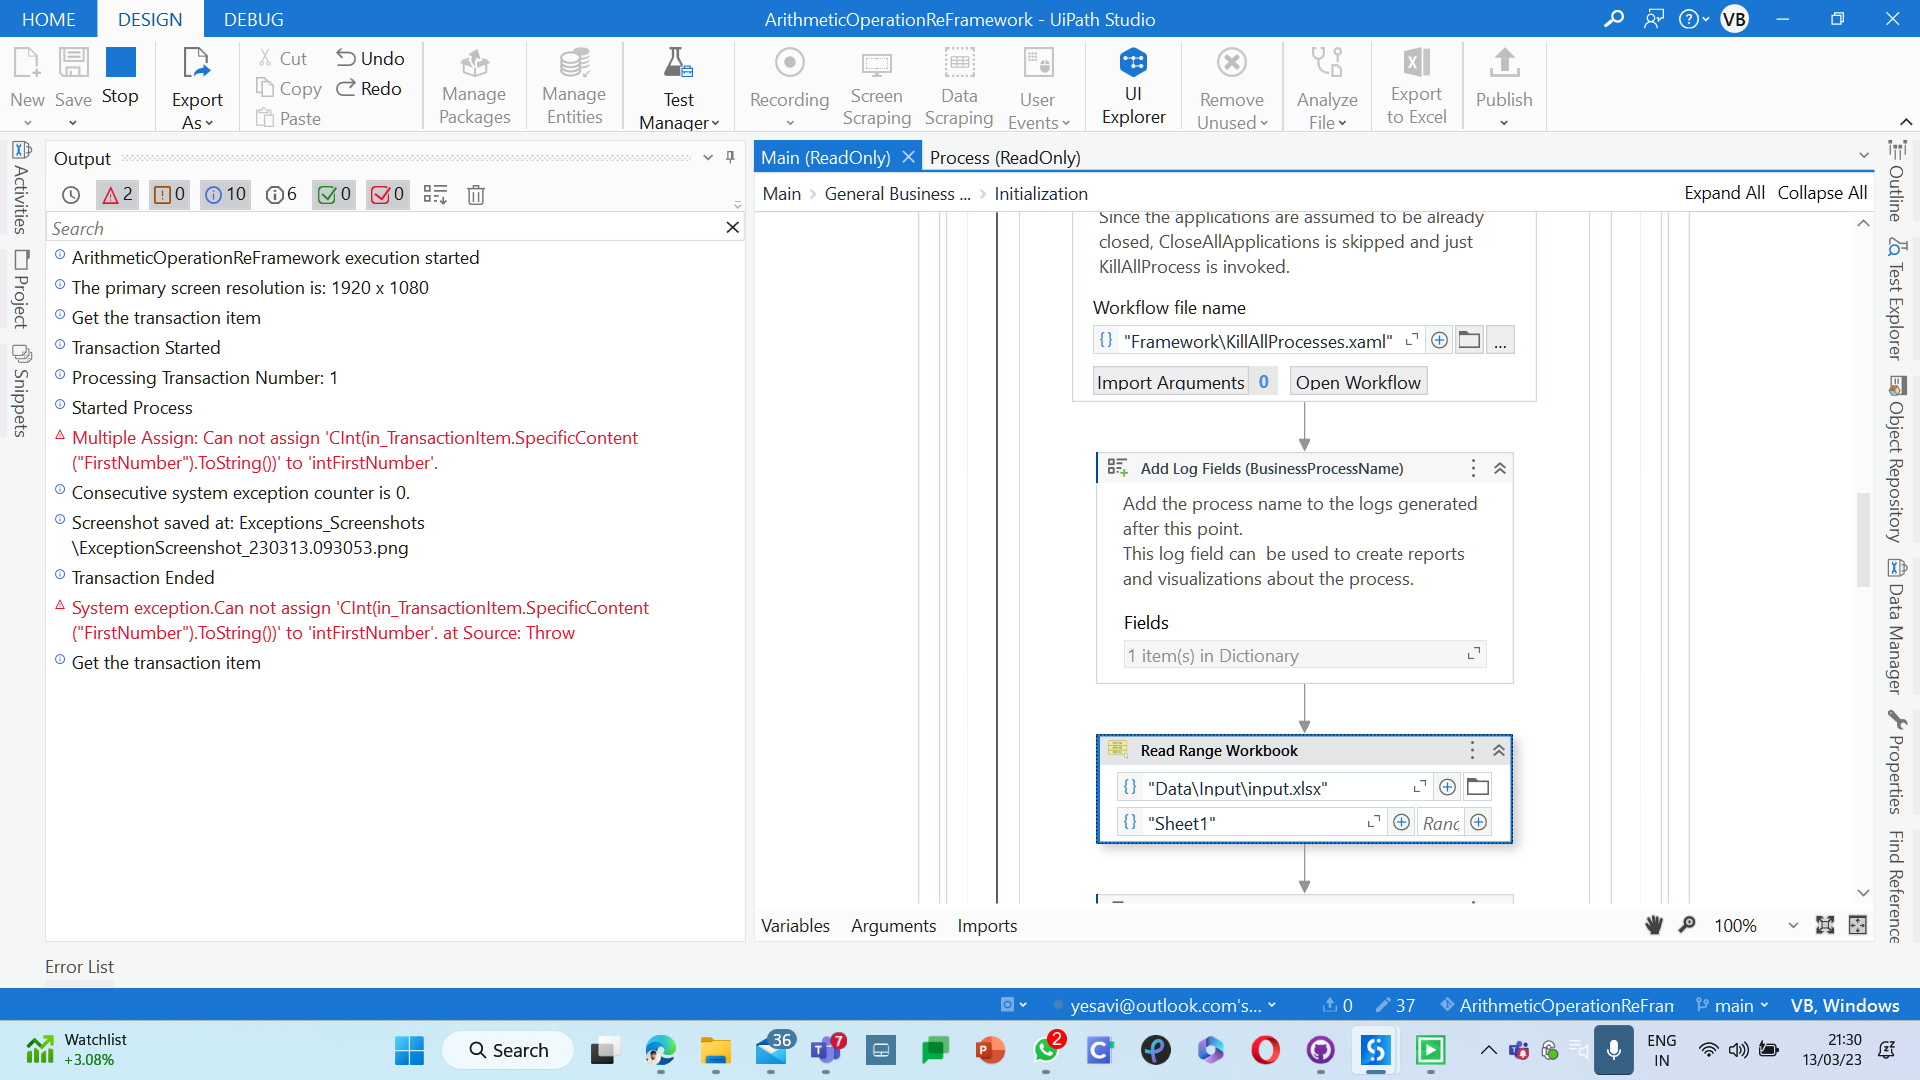 HOME DESIGN DEBUG
ArithmeticOperationReFramework - UiPath Studio
VB
New Save Stop
Export As
Cut
Copy
Paste
Undo
Redo
Manage Packages
Manage Entities
Test Manager
Recording
Screen Scraping
Data Scraping
User Events
UI Explorer
Remove Unused
Analyze File
Export to Excel
Publish
Activities
Project
Snippets
Output
2 0 10 6 0 0
Search
ArithmeticOperationReFramework execution started
The primary screen resolution is: 1920 x 1080
Get the transaction item
Transaction Started
Processing Transaction Number: 1
Started Process
Multiple Assign: Can not assign 'CInt(in_TransactionItem.SpecificContent
("FirstNumber").ToString())' to 'intFirstNumber'.
Consecutive system exception counter is 0.
Screenshot saved at: Exceptions_Screenshots
\ExceptionScreenshot_230313.093053.png
Transaction Ended
System exception.Can not assign 'CInt(in_TransactionItem.SpecificContent
("FirstNumber").ToString())' to 'intFirstNumber'. at Source: Throw
Get the transaction item
Main (ReadOnly) Process (ReadOnly)
Main General Business ... Initialization
Expand All Collapse All
Since the applications are assumed to be already
closed, CloseAllApplications is skipped and just
KillAllProcess is invoked.
Workflow file name
"Framework\KillAllProcesses.xaml" ...
Import Arguments 0 Open Workflow
Add Log Fields (BusinessProcessName)
Add the process name to the logs generated
after this point.
This log field can  be used to create reports
and visualizations about the process.
Fields
1 item(s) in Dictionary
Read Range Workbook
"Data\Input\input.xlsx"
"Sheet1" Ranc
Variables Arguments Imports
100%
Outline
Test Explorer
Object Repository
Data Manager
Properties
Find Reference
Error List
yesavi@outlook.com's... 0 37 ArithmeticOperationReFram main VB, Windows
Watchlist
+3.08%
Search
36 7 2
ENG
IN
21:30
13/03/23